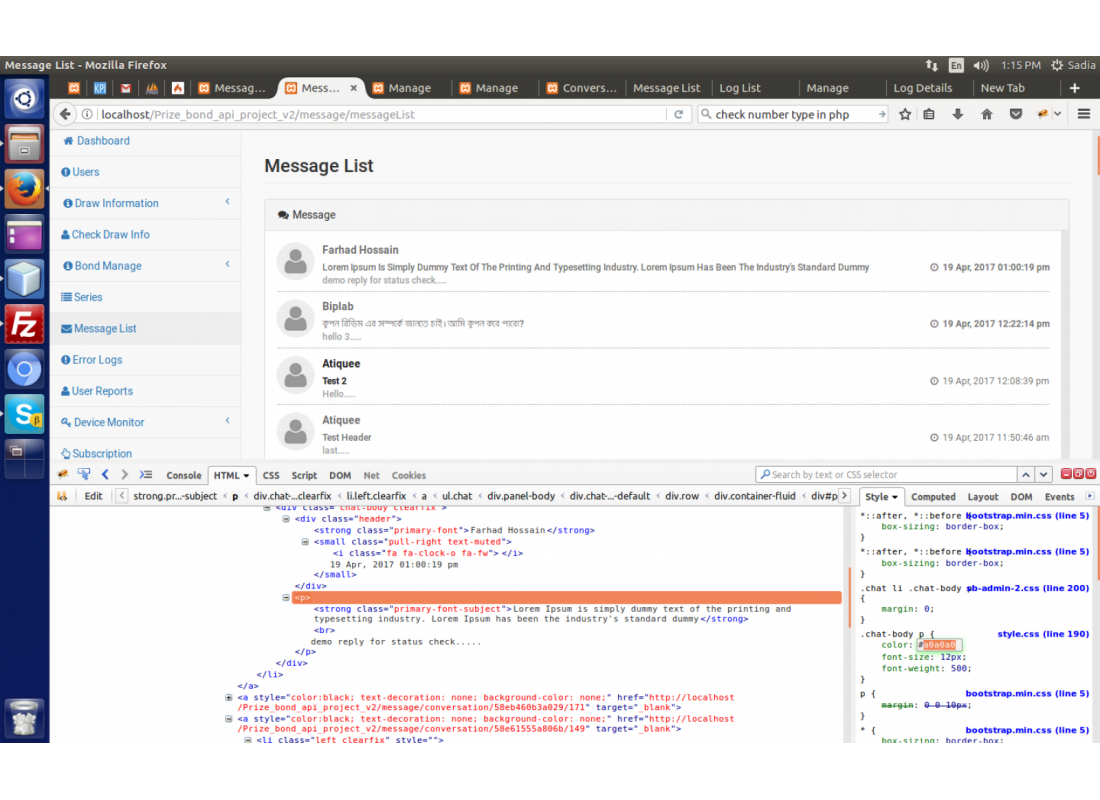 Message List - Mozilla Firefox
En 1:15 PM Sadia
KPI Messag... Mess... × Manage Manage Convers... Message List Log List Manage Log Details New Tab +
localhost/Prize_bond_api_project_v2/message/messageList
check number type in php
Dashboard
Users
Draw Information
Check Draw Info
Bond Manage
Series
Message List
Error Logs
User Reports
Device Monitor
Subscription
Message List
Message
Farhad Hossain
Lorem Ipsum Is Simply Dummy Text Of The Printing And Typesetting Industry. Lorem Ipsum Has Been The Industry's Standard Dummy
19 Apr, 2017 01:00:19 pm
demo reply for status check.....
Biplab
কুপন রিডিম এর সম্পর্কে জানতে চাই। আমি কুপন কবে পাবো?
19 Apr, 2017 12:22:14 pm
hello 3.....
Atiquee
Test 2
19 Apr, 2017 12:08:39 pm
Hello.....
Atiquee
Test Header
19 Apr, 2017 11:50:46 am
last.....
Console HTML CSS Script DOM Net Cookies
Search by text or CSS selector
Edit strong.pr...-subject < p < div.chat-...clearfix < li.left.clearfix < a < ul.chat < div.panel-body < div.chat-...-default < div.row < div.container-fluid < div#p
Style Computed Layout DOM Events
<div class="chat-body clearfix">
<div class="header">
<strong class="primary-font">Farhad Hossain</strong>
<small class="pull-right text-muted">
<i class="fa fa-clock-o fa-fw"> </i>
19 Apr, 2017 01:00:19 pm
</small>
</div>
<p>
<strong class="primary-font-subject">Lorem Ipsum is simply dummy text of the printing and
typesetting industry. Lorem Ipsum has been the industry's standard dummy</strong>
<br>
demo reply for status check.....
</p>
</div>
</li>
</a>
<a style="color:black; text-decoration: none; background-color: none;" href="http://localhost
/Prize_bond_api_project_v2/message/conversation/58eb460b3a029/171" target="_blank">
<a style="color:black; text-decoration: none; background-color: none;" href="http://localhost
/Prize_bond_api_project_v2/message/conversation/58e61555a806b/149" target="_blank">
<li class="left clearfix" style="">
*::after, *::before { bootstrap.min.css (line 5)
box-sizing: border-box;
}
*::after, *::before { bootstrap.min.css (line 5)
box-sizing: border-box;
}
.chat li .chat-body p sb-admin-2.css (line 200)
{
margin: 0;
}
.chat-body p { style.css (line 190)
color: #a0a0a0
font-size: 12px;
font-weight: 500;
}
p { bootstrap.min.css (line 5)
margin: 0 0 10px;
}
* { bootstrap.min.css (line 5)
box-sizing: border-box;